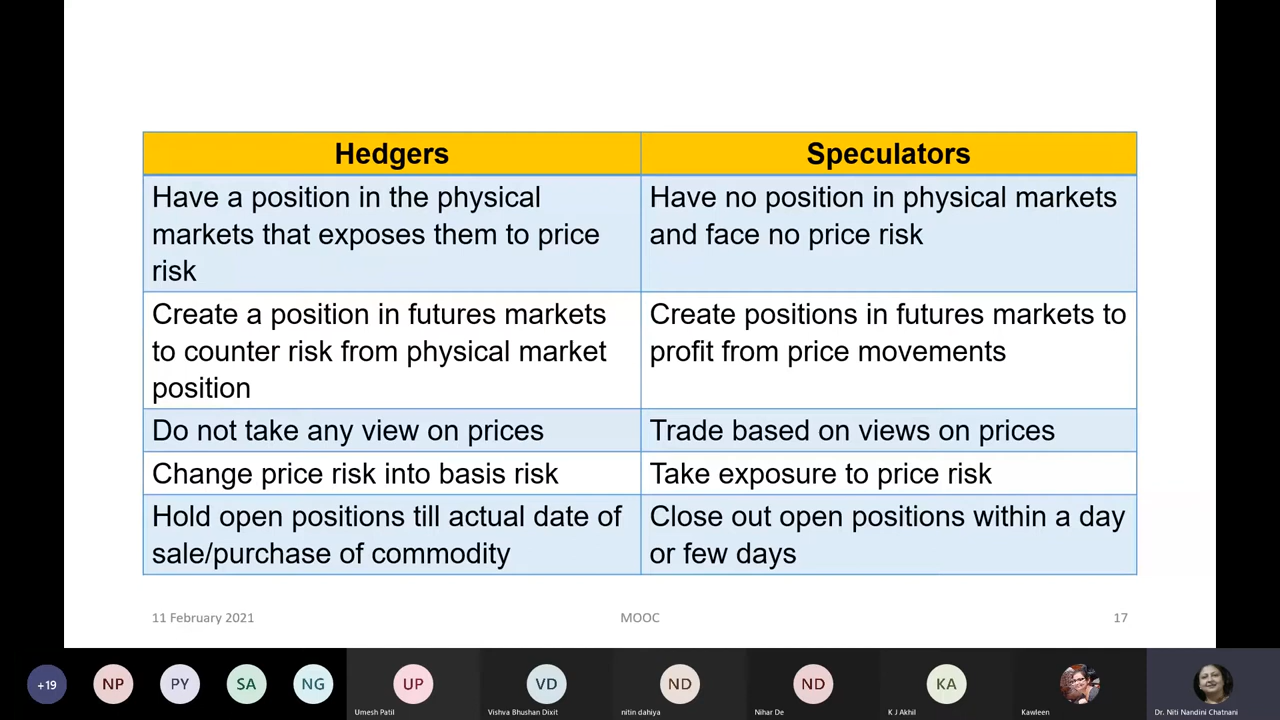 Hedgers
Speculators
Have a position in the physical
markets that exposes them to price
risk
Have no position in physical markets
and face no price risk
Create a position in futures markets
to counter risk from physical market
position
Create positions in futures markets to
profit from price movements
Do not take any view on prices
Trade based on views on prices
Change price risk into basis risk
Take exposure to price risk
Hold open positions till actual date of
sale/purchase of commodity
Close out open positions within a day
or few days
11 February 2021
MOOC
17
+19
NP
PY
SA
NG
UP
VD
ND
ND
KA
Umesh Patil
Vishva Bhushan Dixit
nitin dahiya
Nihar De
K J Akhil
Kawleen
Dr. Niti Nandini Chatnani